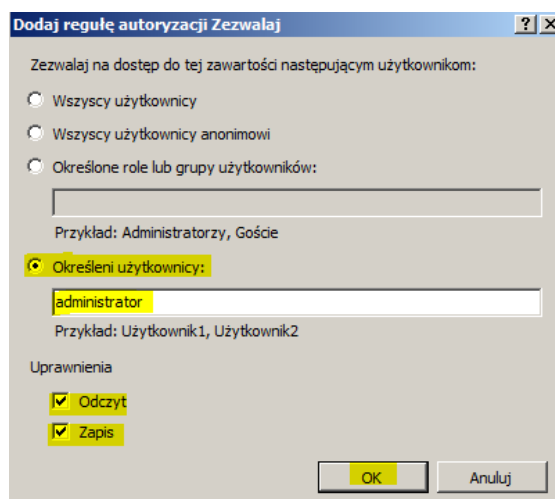 Dodaj regułę autoryzacji Zezwalaj
Zezwalaj na dostęp do tej zawartości następującym użytkownikom:
Wszyscy użytkownicy
Wszyscy użytkownicy anonimowi
Określone role lub grupy użytkowników:
Przykład: Administratorzy, Goście
Określeni użytkownicy:
administrator
Przykład: Użytkownik1, Użytkownik2
Uprawnienia
Odczyt
Zapis
OK Anuluj